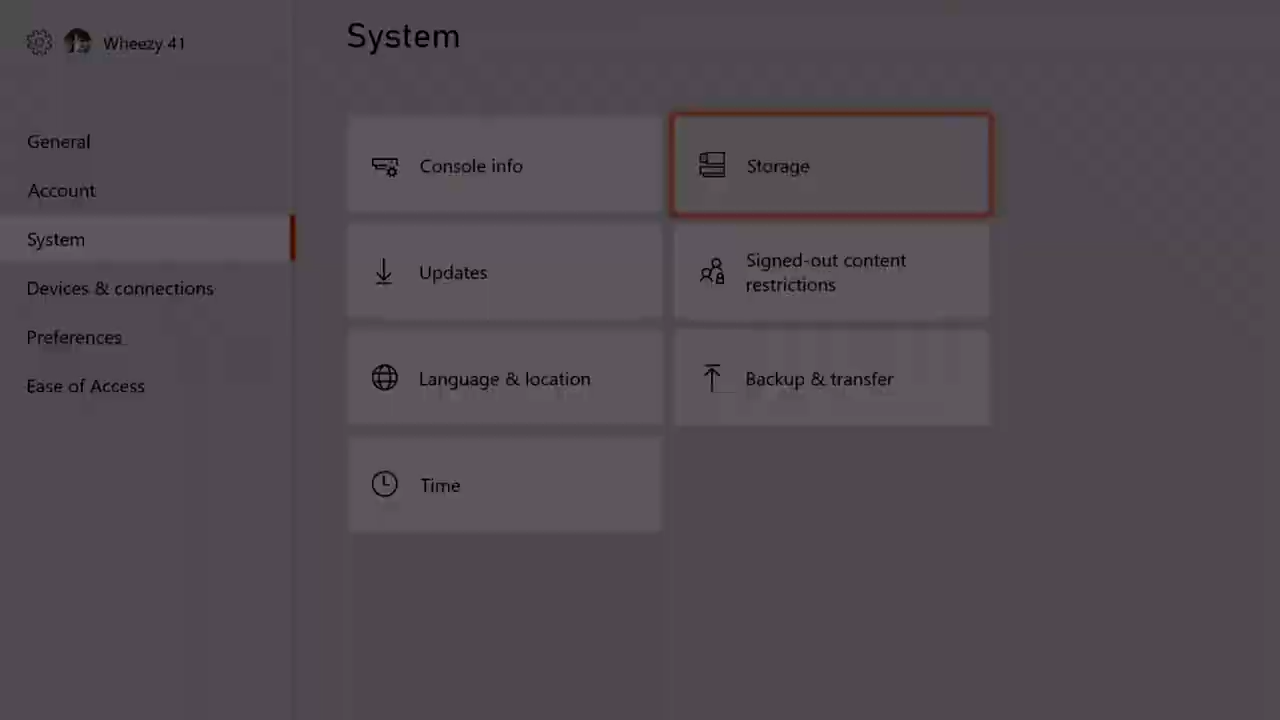 Wheezy 41
General
Account
System
Devices & connections
Preferences
Ease of Access
System
Console info
Storage
Updates
Signed-out content
restrictions
Language & location
Backup & transfer
Time